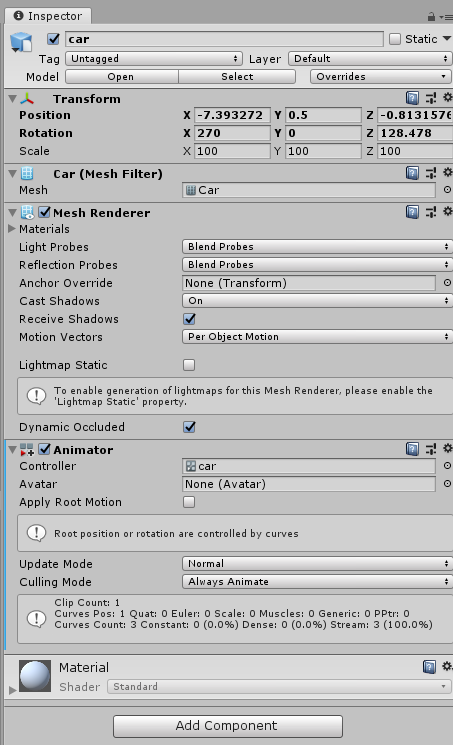 Inspector
car Static
Tag Untagged Layer Default
Model Open Select Overrides
Transform
Position X -7.393272 Y 0.5 Z -0.8131576
Rotation X 270 Y 0 Z 128.478
Scale X 100 Y 100 Z 100
Car (Mesh Filter)
Mesh Car
Mesh Renderer
Materials
Light Probes Blend Probes
Reflection Probes Blend Probes
Anchor Override None (Transform)
Cast Shadows On
Receive Shadows
Motion Vectors Per Object Motion
Lightmap Static
To enable generation of lightmaps for this Mesh Renderer, please enable the
'Lightmap Static' property.
Dynamic Occluded
Animator
Controller car
Avatar None (Avatar)
Apply Root Motion
Root position or rotation are controlled by curves
Update Mode Normal
Culling Mode Always Animate
Clip Count: 1
Curves Pos: 1 Quat: 0 Euler: 0 Scale: 0 Muscles: 0 Generic: 0 PPtr: 0
Curves Count: 3 Constant: 0 (0.0%) Dense: 0 (0.0%) Stream: 3 (100.0%)
Material
Shader Standard
Add Component